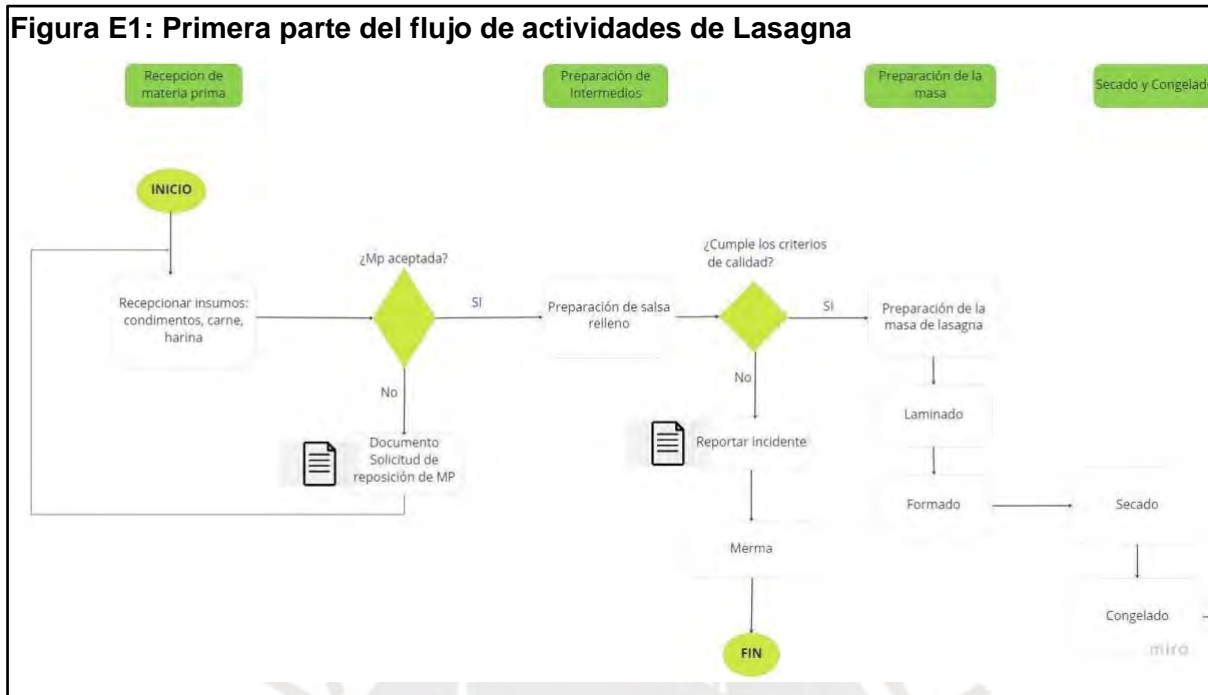 Figura E1: Primera parte del flujo de actividades de Lasagna
Recepcion de
materia prima
Preparación de
Intermedios
Preparación de la
masa
Secado y Congelad
INICIO
¿Mp aceptada?
¿Cumple los criterios
de calidad?
Recepcionar insumos:
condimentos, carne,
harina
SI
Preparación de salsa
relleno
SI
Preparación de la
masa de lasagna
No
No
Laminado
Documento
Solicitud de
reposición de MP
Reportar incidente
Formado
Secado
Merma
Congelado
FIN
miro